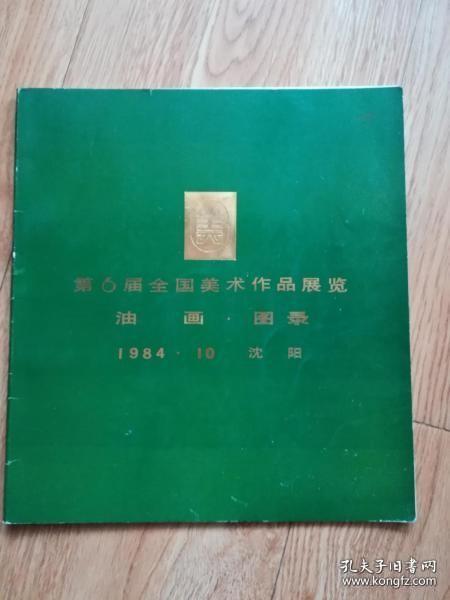 美
第6届全国美术作品展览
油 画·图录
1984·10 沈阳
孔夫子旧书网
www.kongfz.com